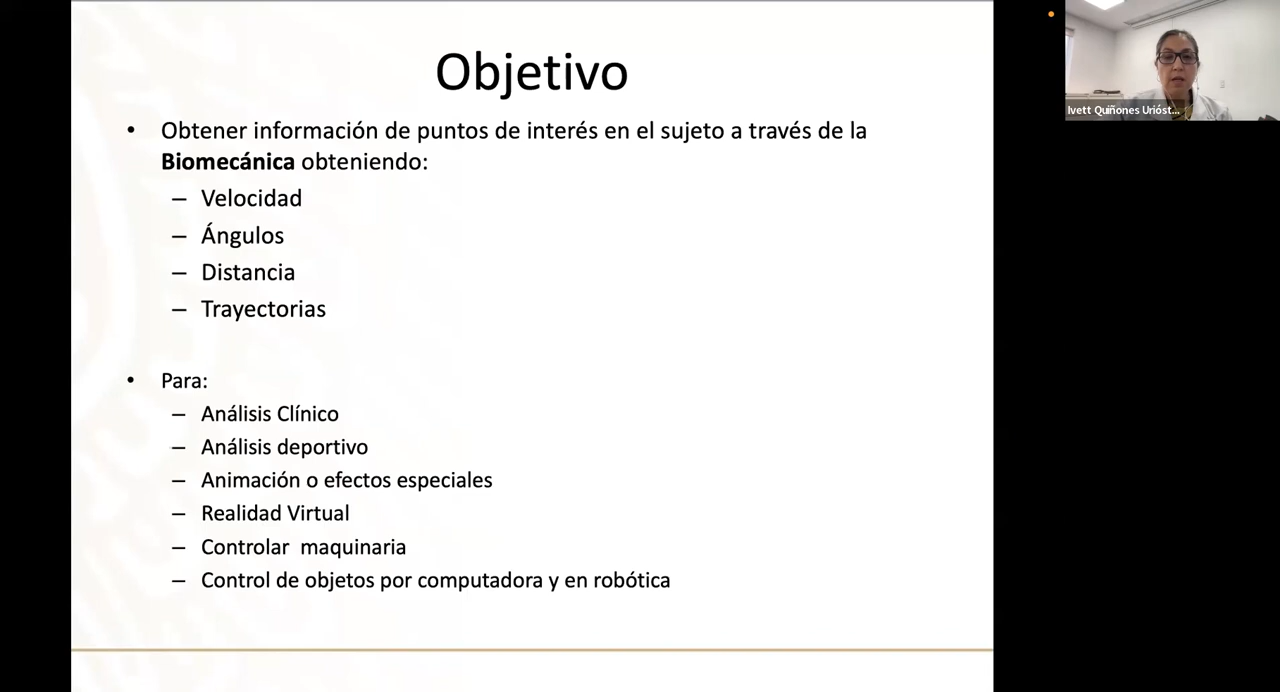 Objetivo
• Obtener información de puntos de interés en el sujeto a través de la
Biomecánica obteniendo:
– Velocidad
– Ángulos
– Distancia
– Trayectorias
• Para:
– Análisis Clínico
– Análisis deportivo
– Animación o efectos especiales
– Realidad Virtual
– Controlar maquinaria
– Control de objetos por computadora y en robótica
Ivett Quiñones Urióst...